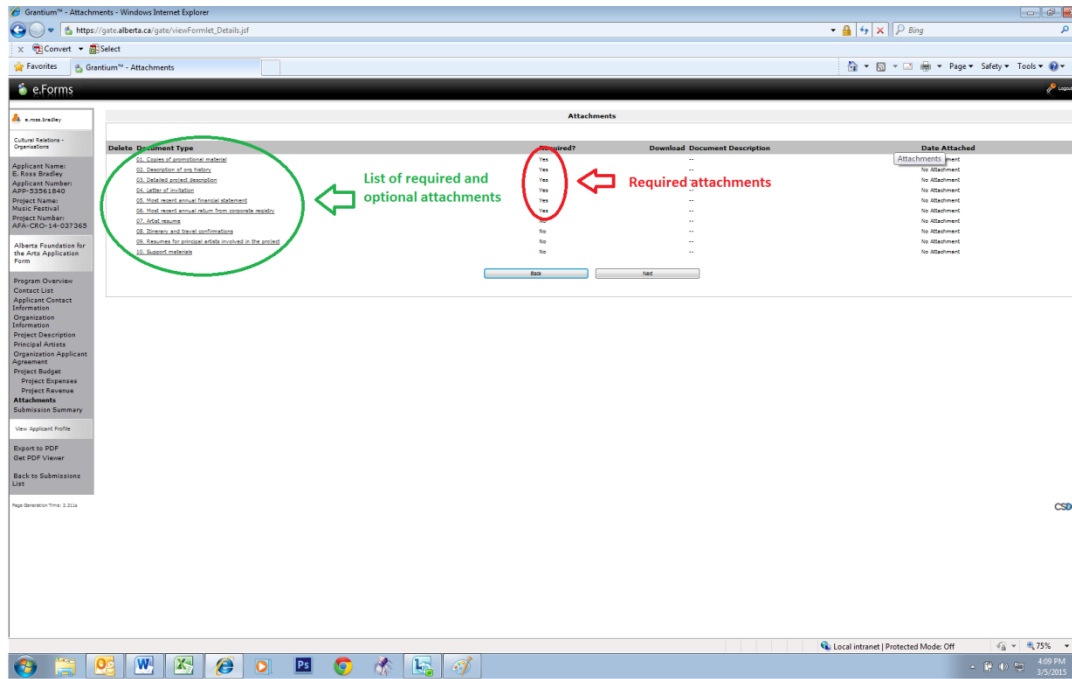 Grantium™ - Attachments - Windows Internet Explorer
https://gate.alberta.ca/gate/viewFormlet_Details.jsf
Bing
x Convert Select
Favorites Grantium™ - Attachments
Page Safety Tools
e.Forms
Logout
e.ross.bradley
Attachments
Cultural Relations -
Organizations
Delete Document Type Required? Download Document Description Date Attached
01. Copies of promotional material Yes -- Attachments
02. Description of org history Yes -- No Attachment
03. Detailed project description Yes -- No Attachment
04. Letter of invitation Yes -- No Attachment
05. Most recent annual financial statement Yes -- No Attachment
06. Most recent annual return from corporate registry Yes -- No Attachment
07. Artist resume No -- No Attachment
08. Itinerary and travel confirmations No -- No Attachment
09. Resumes for principal artists involved in the project No -- No Attachment
10. Support materials No -- No Attachment
List of required and
optional attachments
Required attachments
Back Next
Applicant Name:
E. Ross Bradley
Applicant Number:
APP-53561840
Project Name:
Music Festival
Project Number:
AFA-CRO-14-037365
Alberta Foundation for
the Arts Application
Form
Program Overview
Contact List
Applicant Contact
Information
Organization
Information
Project Description
Principal Artists
Organization Applicant
Agreement
Project Budget
Project Expenses
Project Revenue
Attachments
Submission Summary
View Applicant Profile
Export to PDF
Get PDF Viewer
Back to Submissions
List
CSD
Local intranet | Protected Mode: Off
75%
Ps
4:09 PM
3/5/2015